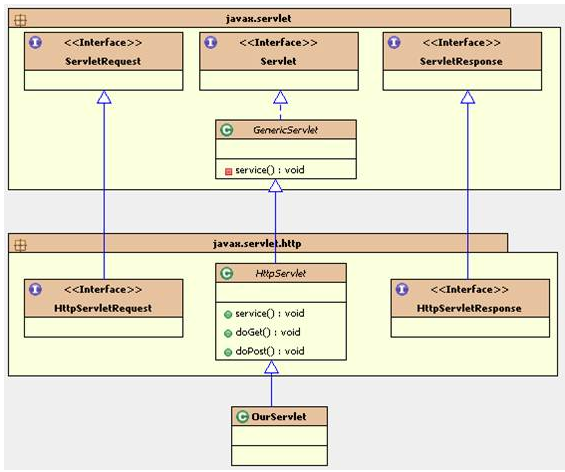 javax.servlet
I <<Interface>> I <<Interface>> I <<Interface>>
ServletRequest Servlet ServletResponse
C GenericServlet
service() : void
javax.servlet.http
I <<Interface>> C HttpServlet I <<Interface>>
HttpServletRequest HttpServletResponse
service() : void
doGet() : void
doPost() : void
C OurServlet